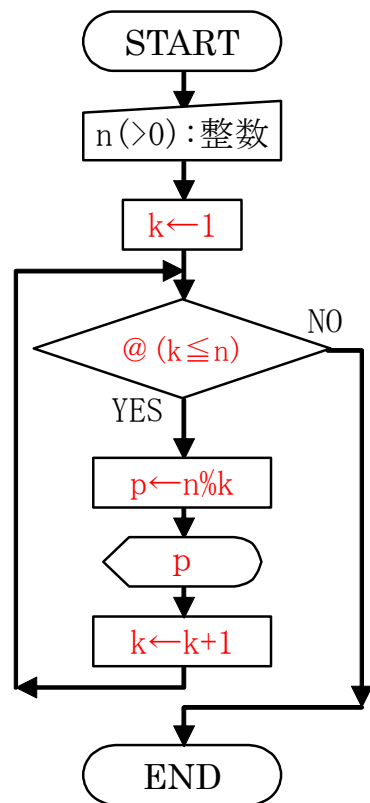 START
n(>0):整数
k←1
@(k≦n)
NO
YES
p←n%k
p
k←k+1
END